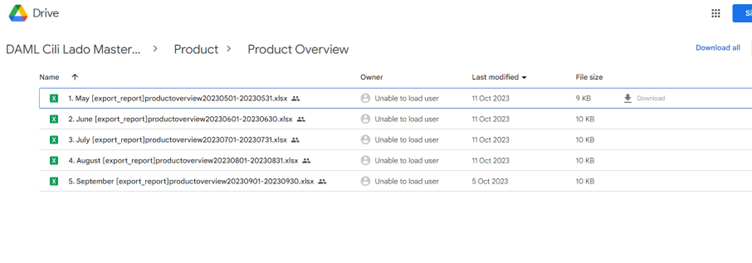 Drive
DAML Cili Lado Master... > Product > Product Overview
Download all
Name Owner Last modified File size
1. May [export_report]productoverview20230501-20230531.xlsx Unable to load user 11 Oct 2023 9 KB Download
2. June [export_report]productoverview20230601-20230630.xlsx Unable to load user 11 Oct 2023 10 KB
3. July [export_report]productoverview20230701-20230731.xlsx Unable to load user 11 Oct 2023 10 KB
4. August [export_report]productoverview20230801-20230831.xlsx Unable to load user 11 Oct 2023 10 KB
5. September [export_report]productoverview20230901-20230930.xlsx Unable to load user 5 Oct 2023 10 KB